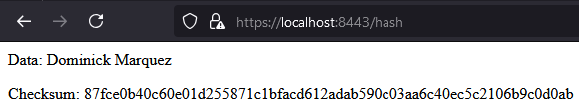 https://localhost:8443/hash
Data: Dominick Marquez
Checksum: 87fce0b40c60e01d255871c1bfacd612adab590c03aa6c40ec5c2106b9c0d0ab